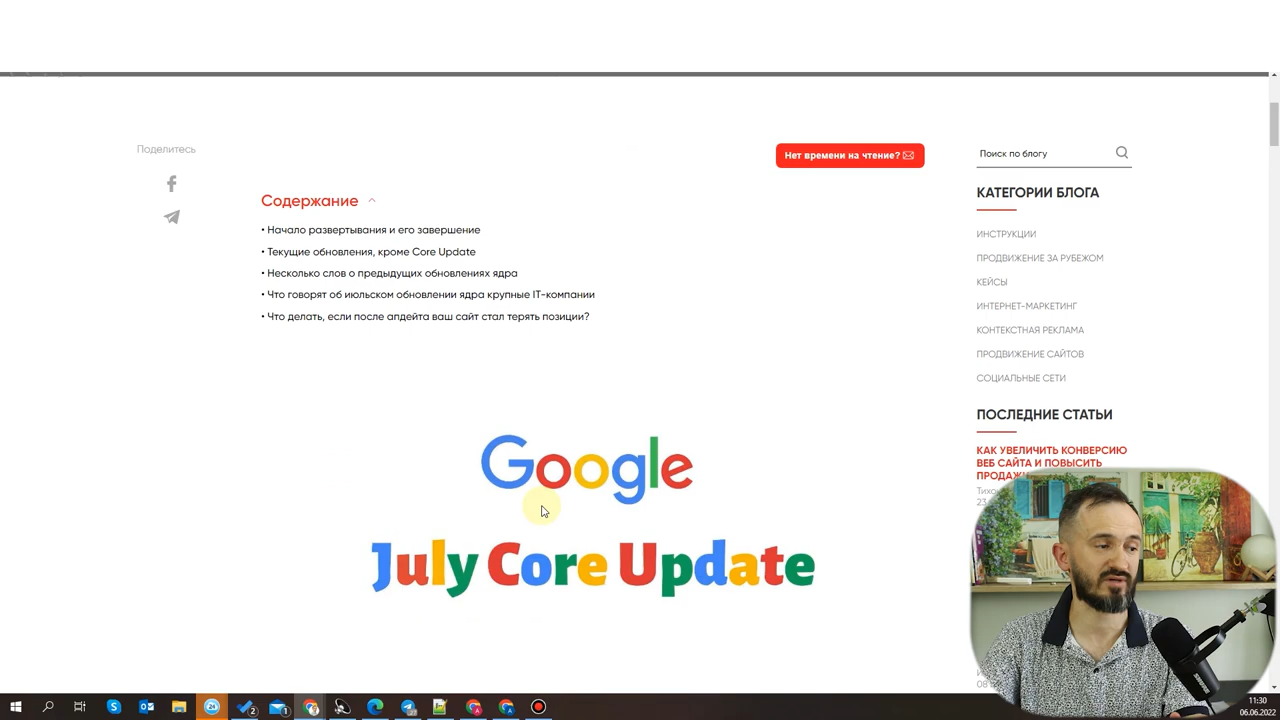 Поделитесь
Нет времени на чтение?
Содержание
• Начало развертывания и его завершение
• Текущие обновления, кроме Core Update
• Несколько слов о предыдущих обновлениях ядра
• Что говорят об июльском обновлении ядра крупные IT-компании
• Что делать, если после апдейта ваш сайт стал терять позиции?
Google
July Core Update
Поиск по блогу
КАТЕГОРИИ БЛОГА
ИНСТРУКЦИИ
ПРОДВИЖЕНИЕ ЗА РУБЕЖОМ
КЕЙСЫ
ИНТЕРНЕТ-МАРКЕТИНГ
КОНТЕКСТНАЯ РЕКЛАМА
ПРОДВИЖЕНИЕ САЙТОВ
СОЦИАЛЬНЫЕ СЕТИ
ПОСЛЕДНИЕ СТАТЬИ
КАК УВЕЛИЧИТЬ КОНВЕРСИЮ
ВЕБ САЙТА И ПОВЫСИТЬ
24
2
1
11:30
06.06.2022